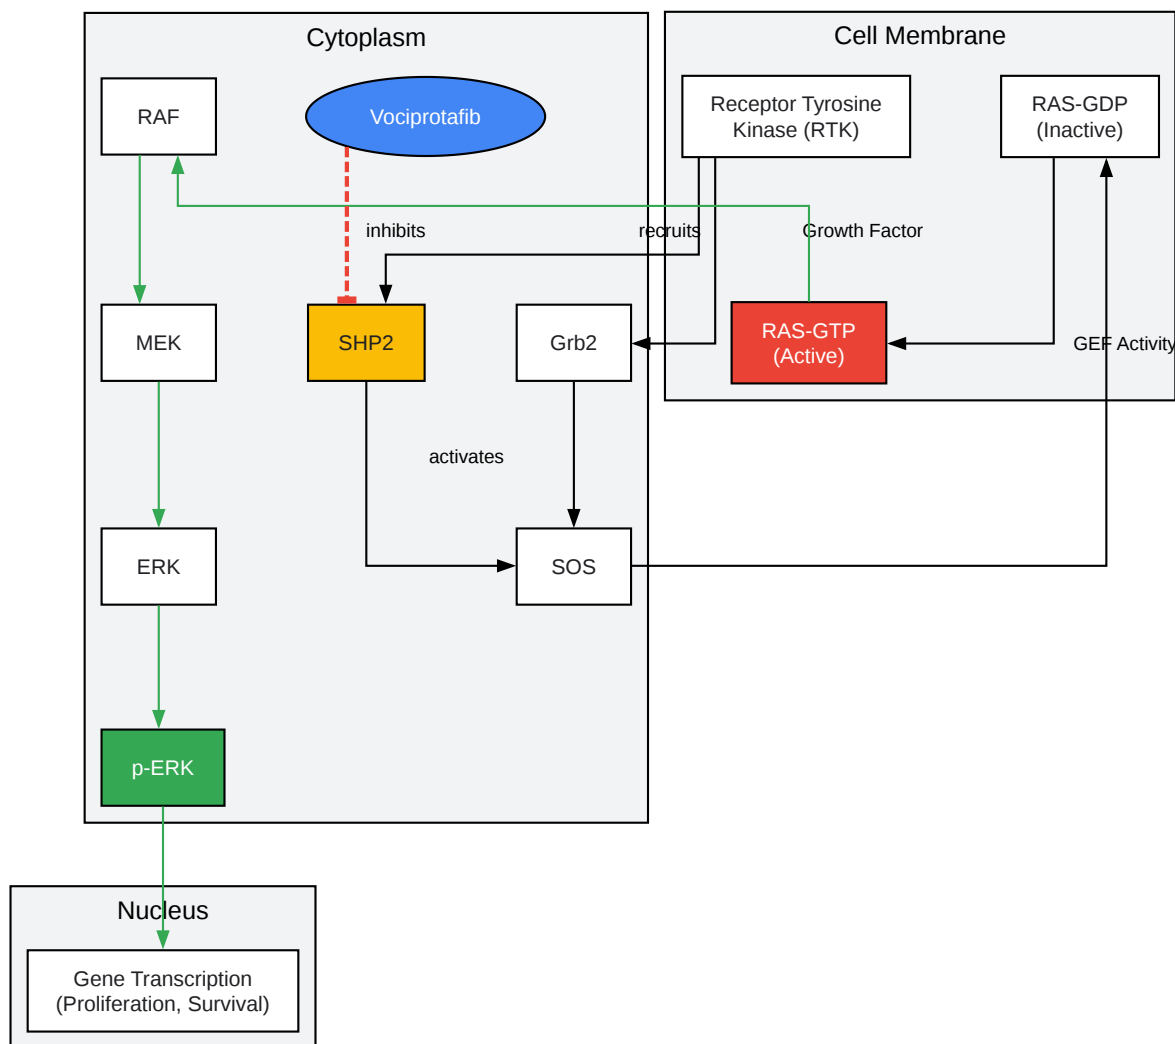 Cytoplasm
Cell Membrane
RAF
Vociprotafib
Receptor Tyrosine
Kinase (RTK)
RAS-GDP
(Inactive)
inhibits
recruits
Growth Factor
MEK
SHP2
Grb2
RAS-GTP
(Active)
GEF Activity
activates
ERK
SOS
p-ERK
Nucleus
Gene Transcription
(Proliferation, Survival)